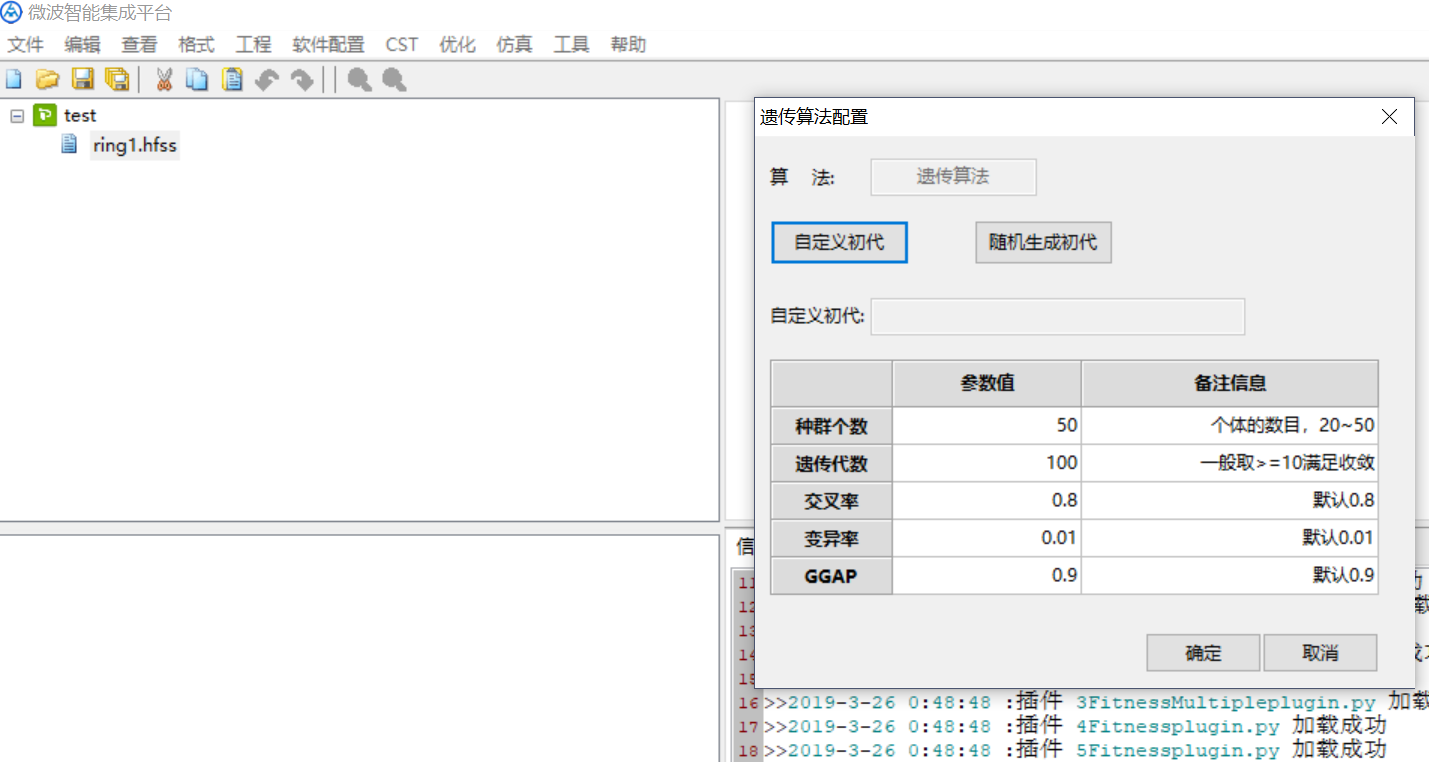 微波智能集成平台
文件 编辑 查看 格式 工程 软件配置 CST 优化 仿真 工具 帮助
test
ring1.hfss
遗传算法配置
算 法: 遗传算法
自定义初代 随机生成初代
自定义初代:
参数值 备注信息
种群个数 50 个体的数目，20~50
遗传代数 100 一般取>=10满足收敛
交叉率 0.8 默认0.8
变异率 0.01 默认0.01
GGAP 0.9 默认0.9
确定 取消
信
11
12
13
14
15
16 >>2019-3-26 0:48:48 :插件 3FitnessMultipleplugin.py 加载
17 >>2019-3-26 0:48:48 :插件 4Fitnessplugin.py 加载成功
18 >>2019-3-26 0:48:48 :插件 5Fitnessplugin.py 加载成功